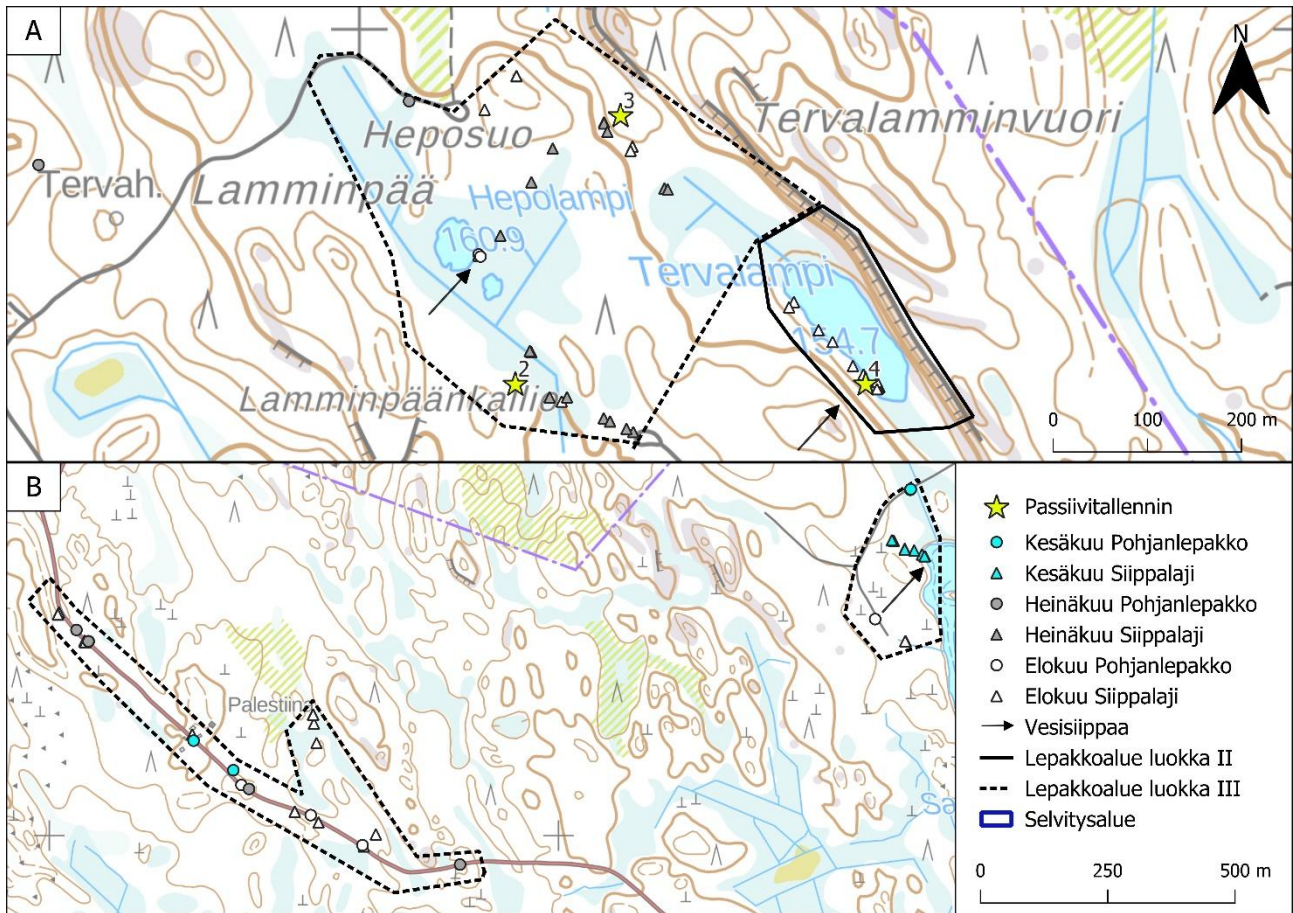 A
N
3
Heposuo
Tervalamminvuori
Tervah.
Lamminpää
Hepolampi
160.9
Tervalampi
154.7
2
4
Lamminpäänkallio
0 100 200 m
B
Palestiina
Sa
Passiivitallennin
Kesäkuu Pohjanlepakko
Kesäkuu Siippalaji
Heinäkuu Pohjanlepakko
Heinäkuu Siippalaji
Elokuu Pohjanlepakko
Elokuu Siippalaji
Vesisiippaa
Lepakkoalue luokka II
Lepakkoalue luokka III
Selvitysalue
0 250 500 m